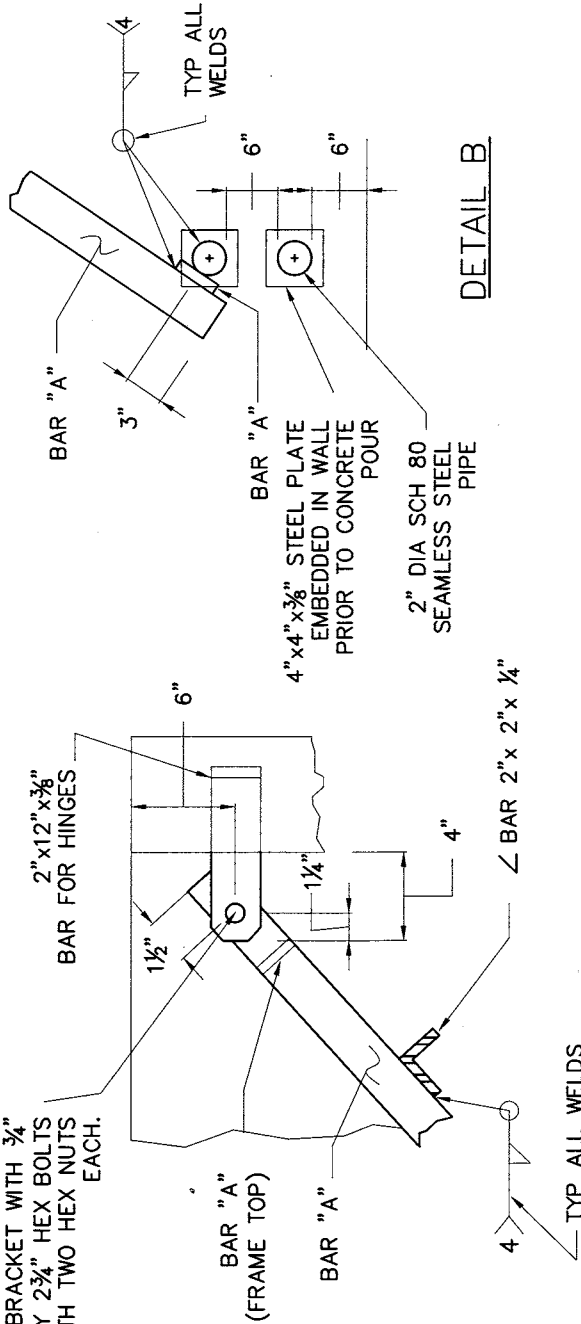 BRACKET WITH ¾"
Y 2¾" HEX BOLTS
TH TWO HEX NUTS
EACH.
2"x12"x⅜"
BAR FOR HINGES
6"
1½"
1¼"
4"
BAR "A"
(FRAME TOP)
BAR "A"
∠ BAR 2"x 2"x ¼"
4
TYP ALL WELDS
BAR "A"
3"
BAR "A"
4"x4"x⅜" STEEL PLATE
EMBEDDED IN WALL
PRIOR TO CONCRETE
POUR
2" DIA SCH 80
SEAMLESS STEEL
PIPE
4
TYP ALL
WELDS
6"
6"
DETAIL B